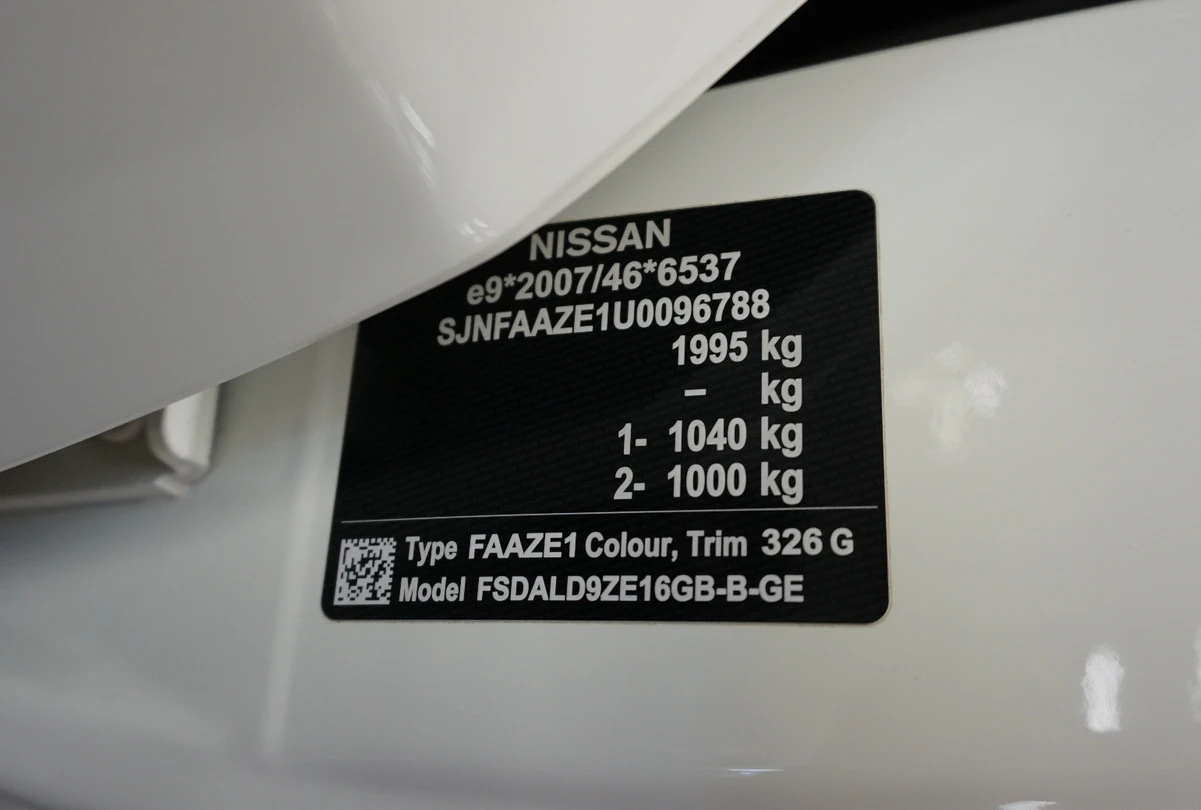 NISSAN
e9*2007/46*6537
SJNFAAZE1U0096788
1995 kg
– kg
1- 1040 kg
2- 1000 kg
Type FAAZE1 Colour, Trim 326 G
Model FSDALD9ZE16GB-B-GE